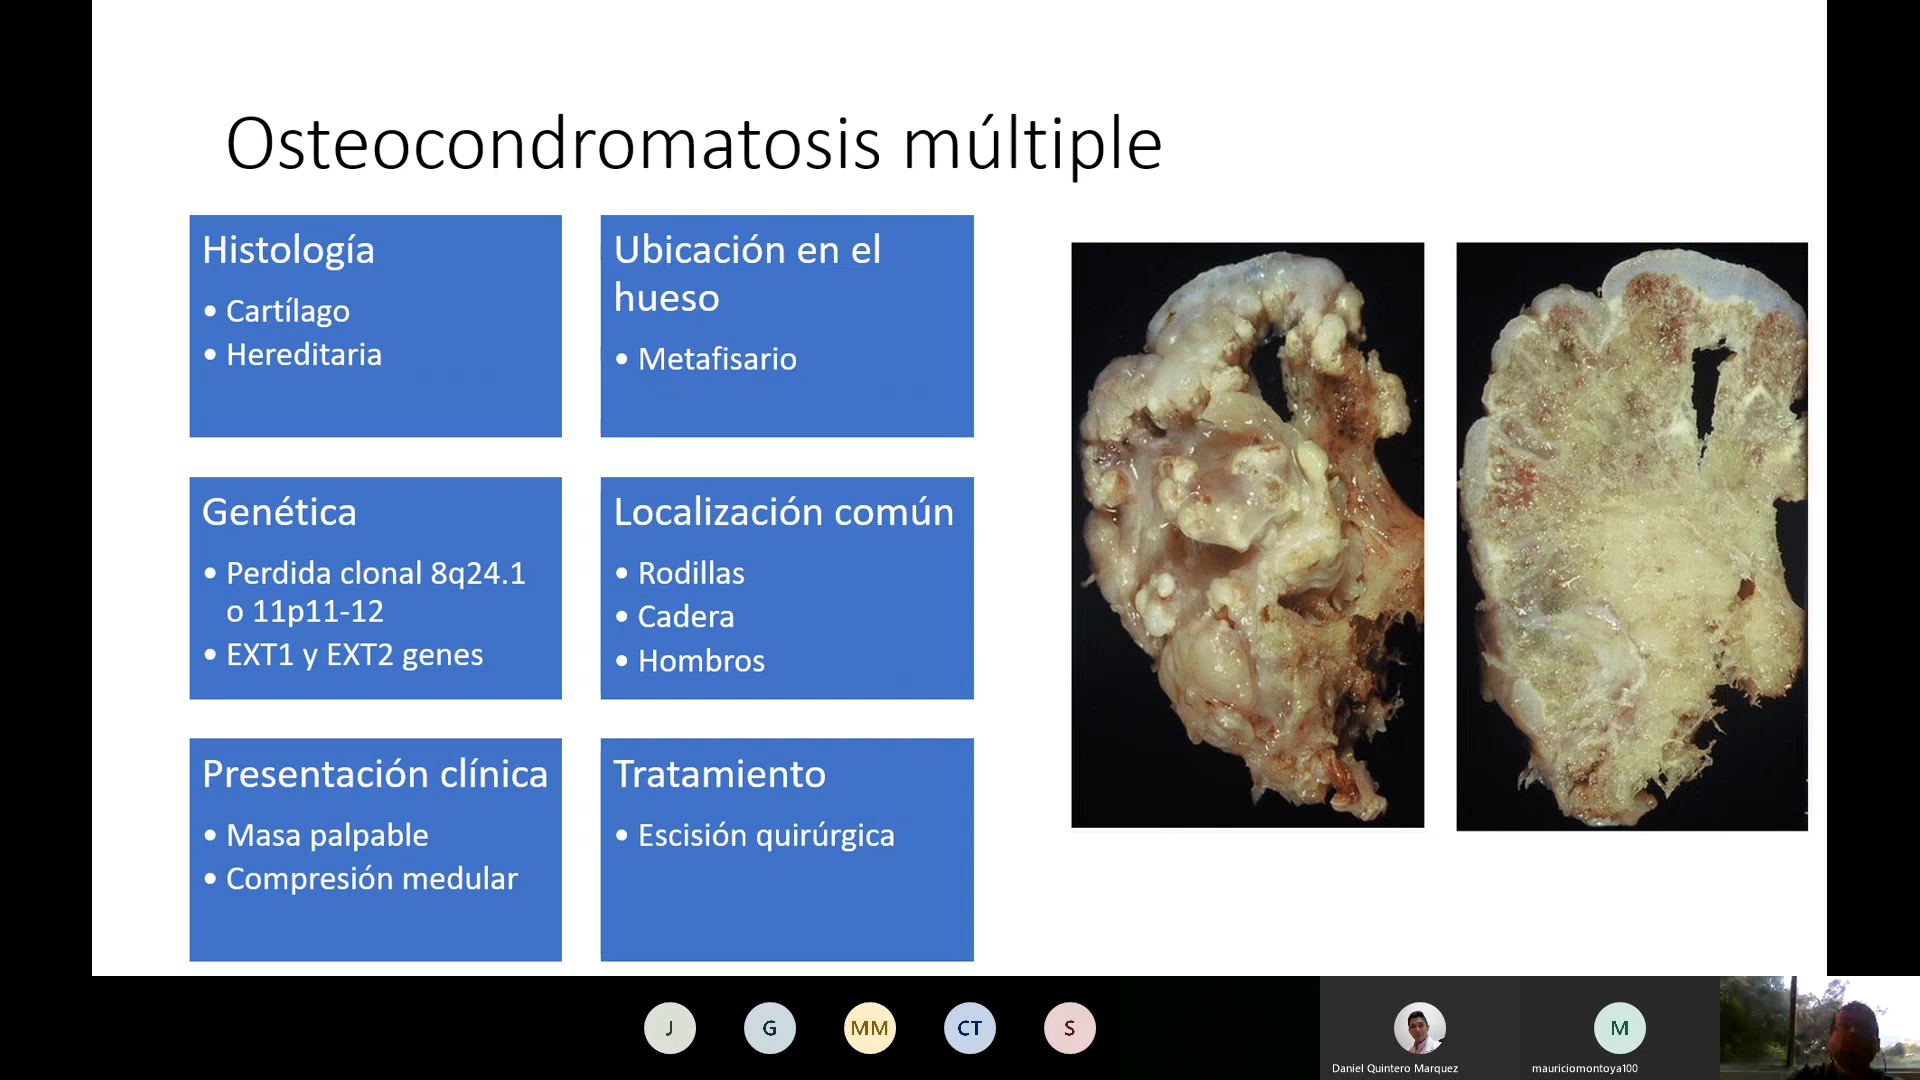 Osteocondromatosis múltiple
Histología
• Cartílago
• Hereditaria
Ubicación en el
hueso
• Metafisario
Genética
• Perdida clonal 8q24.1
o 11p11-12
• EXT1 y EXT2 genes
Localización común
• Rodillas
• Cadera
• Hombros
Presentación clínica
• Masa palpable
• Compresión medular
Tratamiento
• Escisión quirúrgica
J
G
MM
CT
S
Daniel Quintero Marquez
M
mauriciomontoya100